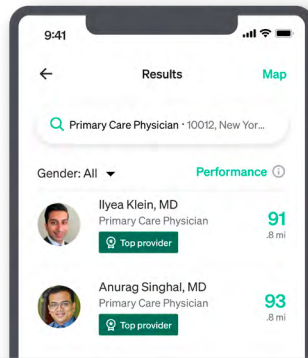 9:41
Results
Map
Primary Care Physician · 10012, New Yor...
Gender: All
Performance
Ilyea Klein, MD
Primary Care Physician
91
.8 mi
Top provider
Anurag Singhal, MD
Primary Care Physician
93
.8 mi
Top provider